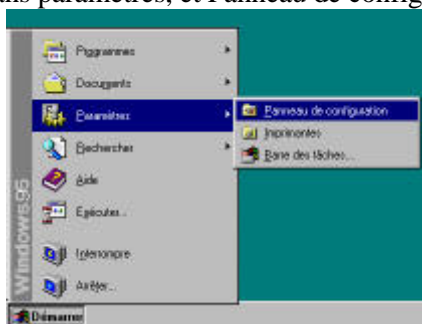 ans paramètres, et Panneau de config
Programmes
Documents
Paramètres
Panneau de configuration
Imprimantes
Barre des tâches...
Rechercher
Aide
Exécuter...
Interrompre
Arrêter...
Windows95
Démarrer